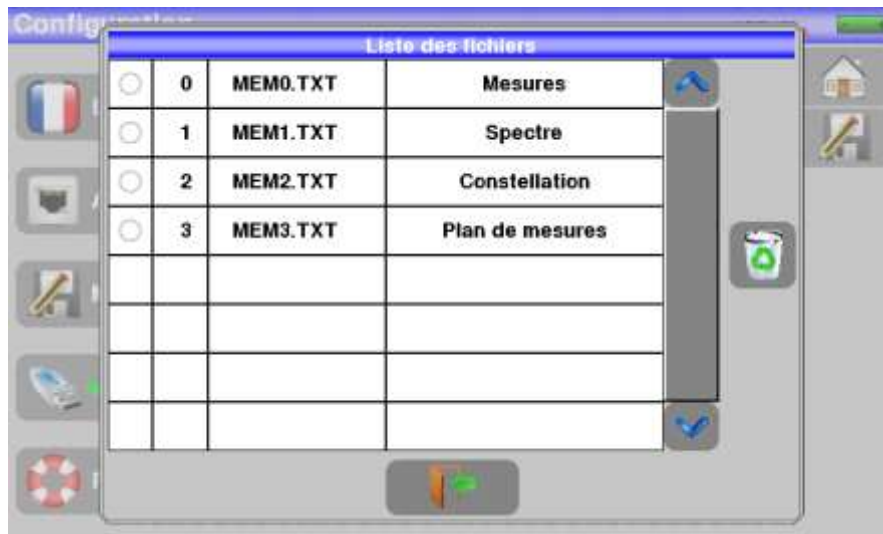 Configuration
Liste des fichiers
0 MEM0.TXT Mesures
1 MEM1.TXT Spectre
2 MEM2.TXT Constellation
3 MEM3.TXT Plan de mesures